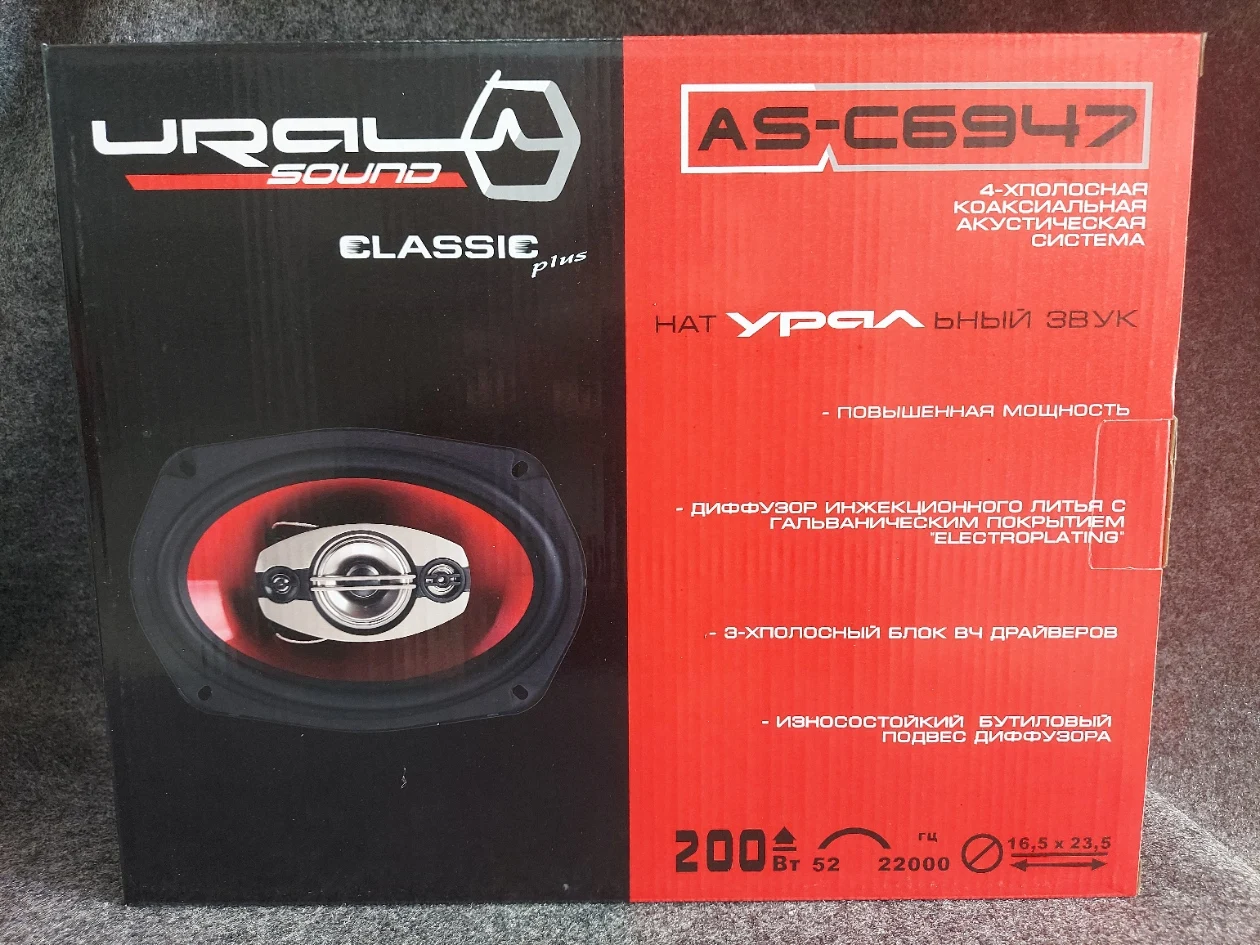 URAL
SOUND
CLASSIC
plus
AS-C6947
4-ХПОЛОСНАЯ
КОАКСИАЛЬНАЯ
АКУСТИЧЕСКАЯ
СИСТЕМА
НАТ УРАЛ ЬНЫЙ ЗВУК
- ПОВЫШЕННАЯ МОЩНОСТЬ
- ДИФФУЗОР ИНЖЕКЦИОННОГО ЛИТЬЯ С
ГАЛЬВАНИЧЕСКИМ ПОКРЫТИЕМ
"ELECTROPLATING"
- 3-ХПОЛОСНЫЙ БЛОК ВЧ ДРАЙВЕРОВ
- ИЗНОСОСТОЙКИЙ БУТИЛОВЫЙ
ПОДВЕС ДИФФУЗОРА
200 Вт 52 22000 ГЦ 16,5 x 23,5